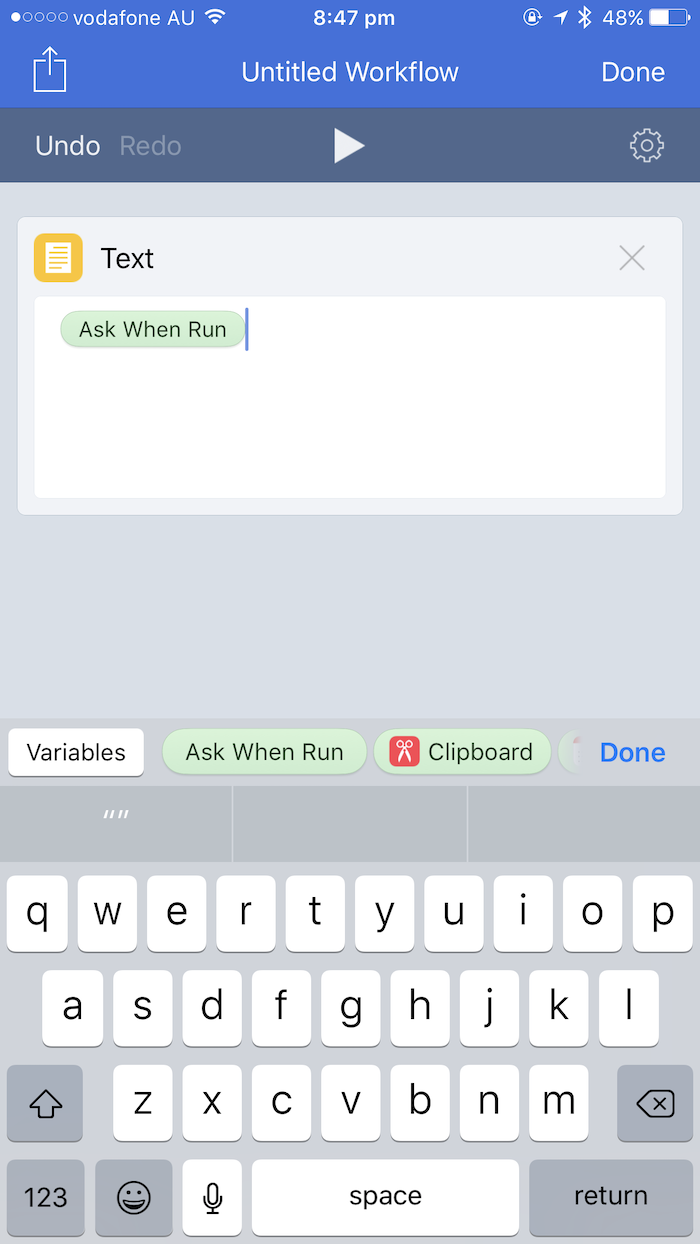 vodafone AU 8:47 pm 48%
Untitled Workflow Done
Undo Redo
Text
Ask When Run
Variables Ask When Run Clipboard Done
“”
q w e r t y u i o p
a s d f g h j k l
z x c v b n m
123 space return